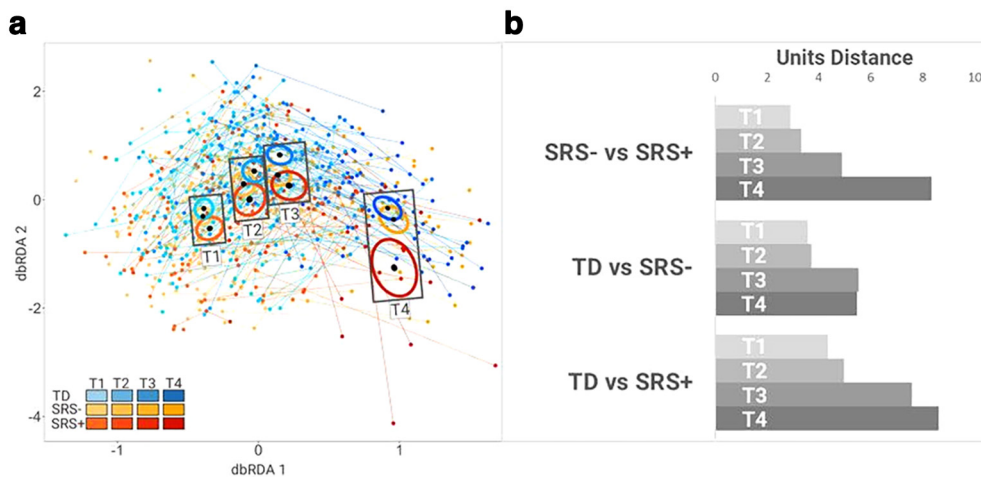 a
b
2
0
-2
-4
dbRDA 2
T1
T2
T3
T4
T1 T2 T3 T4
TD
SRS-
SRS+
-1 0 1
dbRDA 1
Units Distance
0 2 4 6 8 10
SRS- vs SRS+
T1
T2
T3
T4
TD vs SRS-
T1
T2
T3
T4
TD vs SRS+
T1
T2
T3
T4